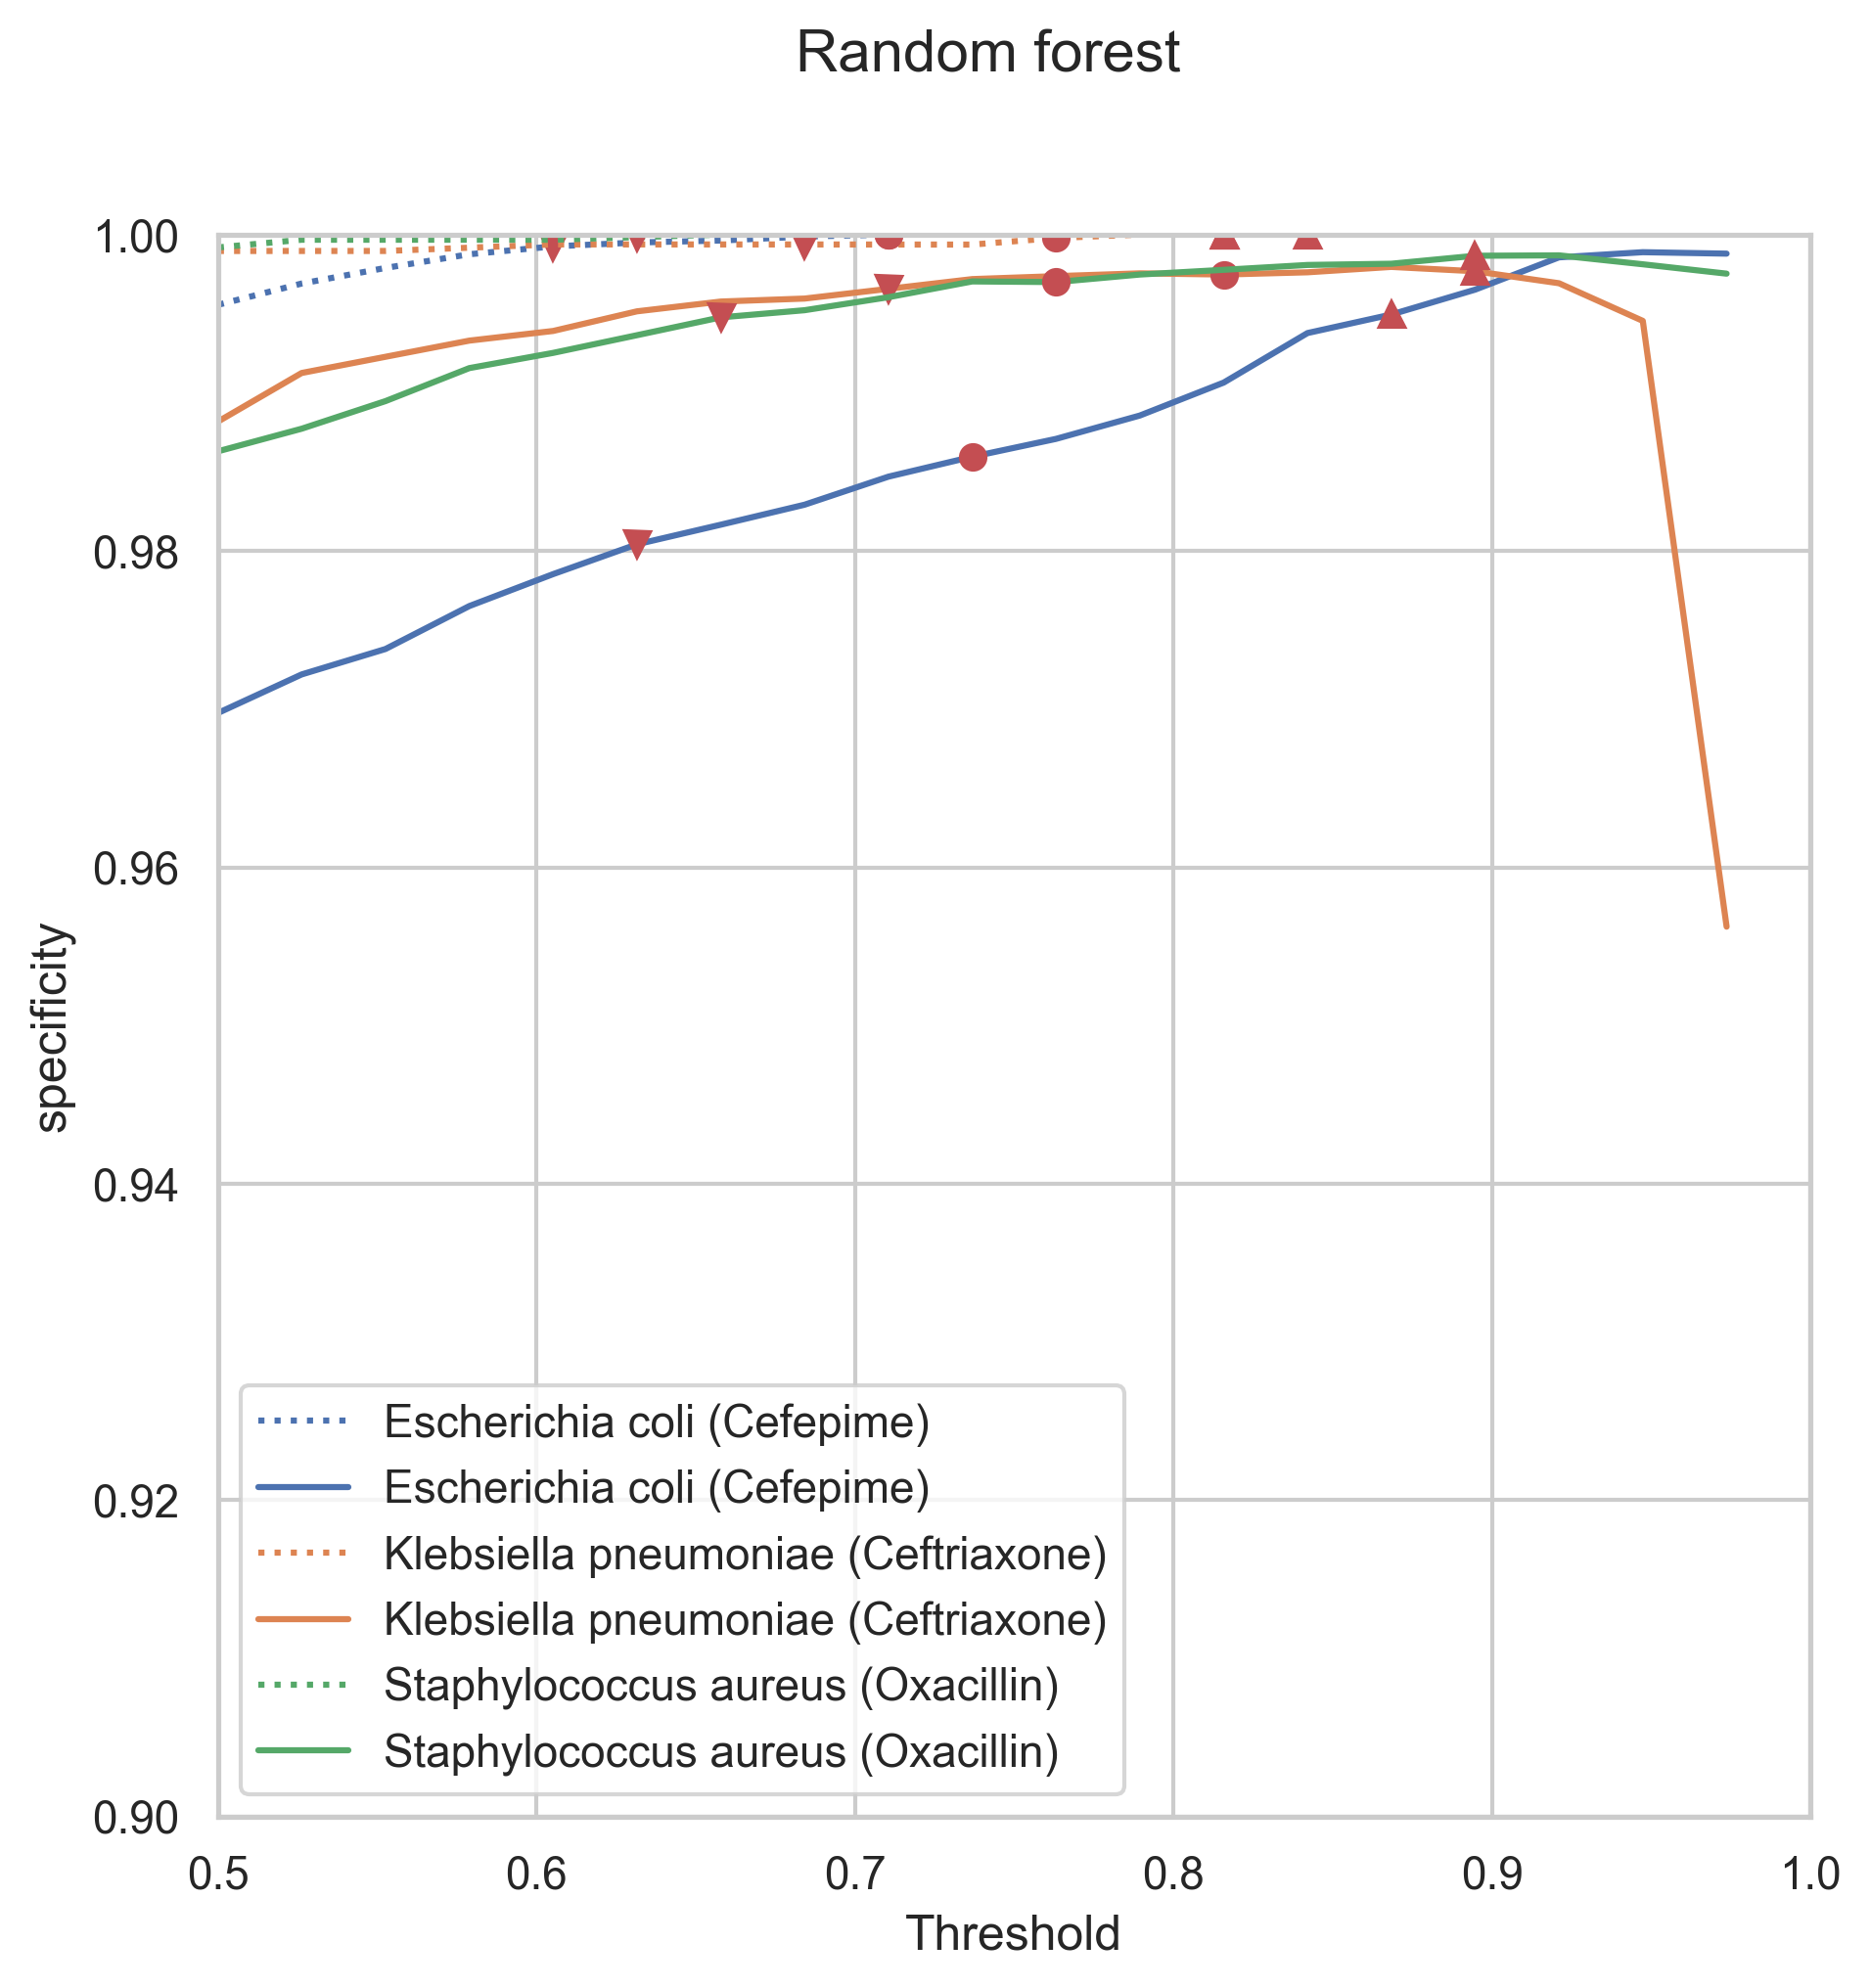 Random forest
1.00
0.98
0.96
0.94
0.92
0.90
specificity
Escherichia coli (Cefepime)
Escherichia coli (Cefepime)
Klebsiella pneumoniae (Ceftriaxone)
Klebsiella pneumoniae (Ceftriaxone)
Staphylococcus aureus (Oxacillin)
Staphylococcus aureus (Oxacillin)
0.5 0.6 0.7 0.8 0.9 1.0
Threshold